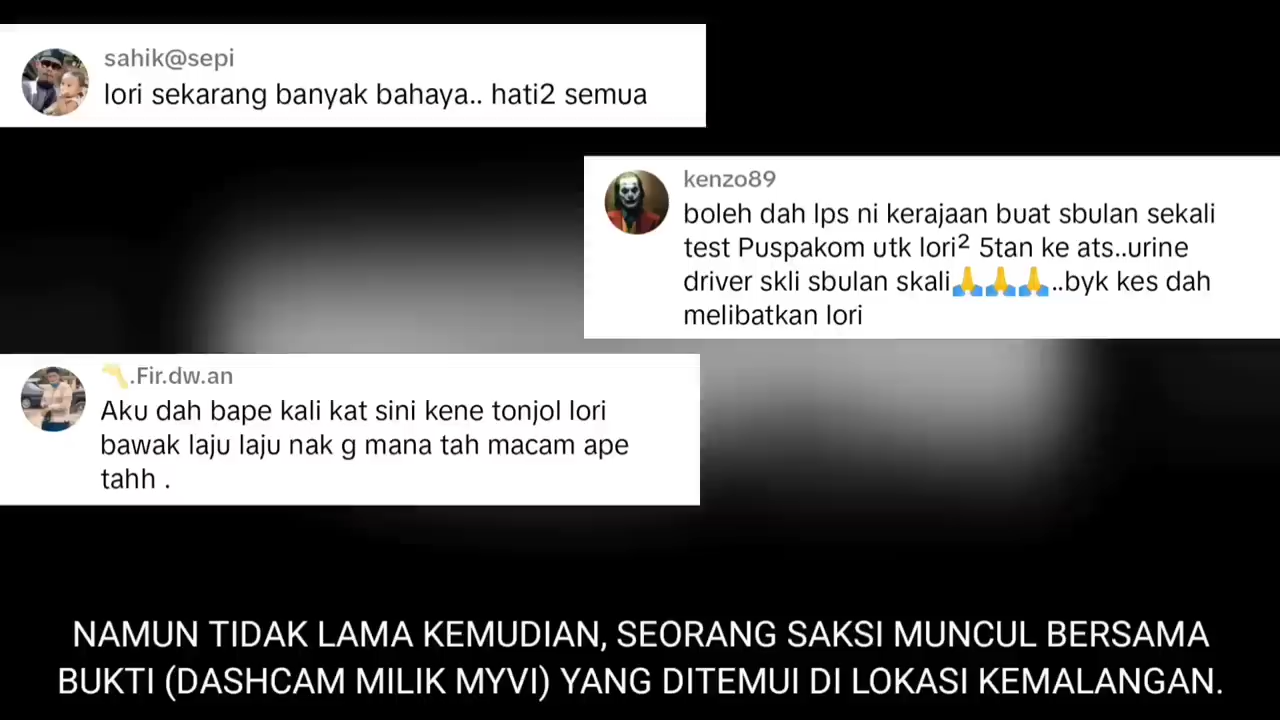 sahik@sepi
lori sekarang banyak bahaya.. hati2 semua
kenzo89
boleh dah lps ni kerajaan buat sbulan sekali
test Puspakom utk lori² 5tan ke ats..urine
driver skli sbulan skali🙏🙏🙏..byk kes dah
melibatkan lori
〽️.Fir.dw.an
Aku dah bape kali kat sini kene tonjol lori
bawak laju laju nak g mana tah macam ape
tahh .
NAMUN TIDAK LAMA KEMUDIAN, SEORANG SAKSI MUNCUL BERSAMA
BUKTI (DASHCAM MILIK MYVI) YANG DITEMUI DI LOKASI KEMALANGAN.